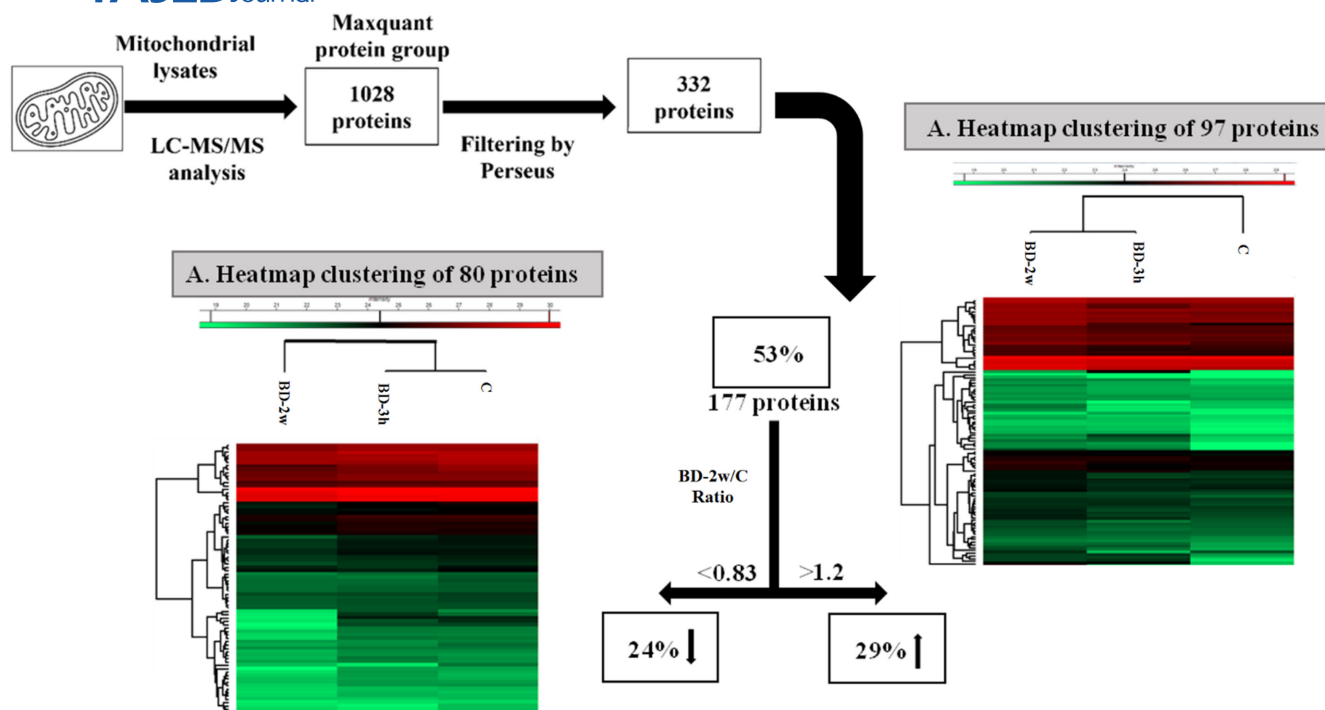 Journal
Mitochondrial
lysates
LC-MS/MS
analysis
Maxquant
protein group
1028
proteins
Filtering by
Perseus
332
proteins
A. Heatmap clustering of 97 proteins
BD-2w
BD-3h
C
A. Heatmap clustering of 80 proteins
Intensity
19 20 21 22 23 24 25 26 27 28 29 30
BD-2w
BD-3h
C
53%
177 proteins
BD-2w/C
Ratio
<0.83
>1.2
24%
29%